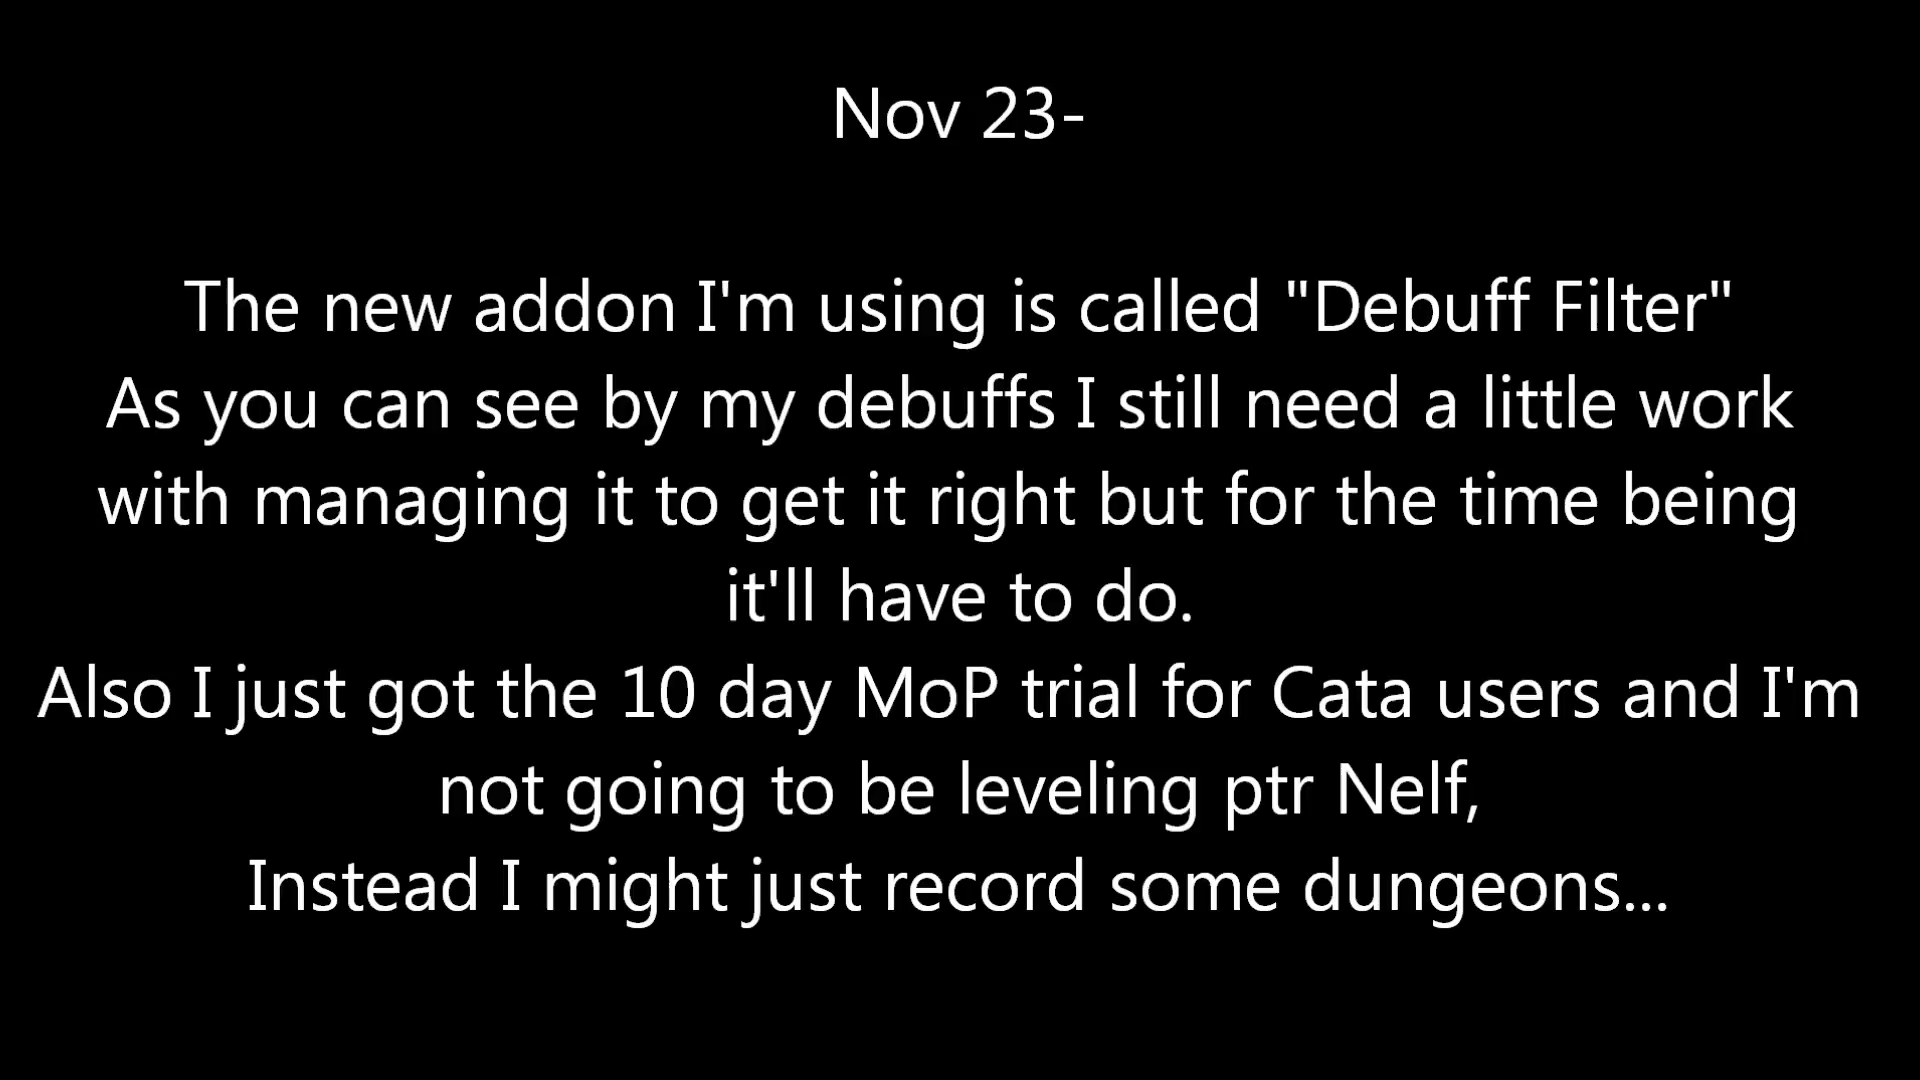 Nov 23-
The new addon I'm using is called "Debuff Filter"
As you can see by my debuffs I still need a little work
with managing it to get it right but for the time being
it'll have to do.
Also I just got the 10 day MoP trial for Cata users and I'm
not going to be leveling ptr Nelf,
Instead I might just record some dungeons...